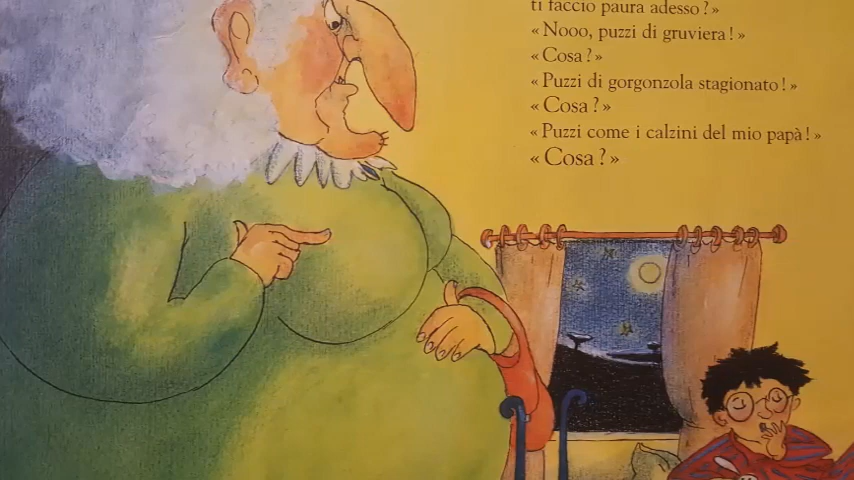 ti faccio paura adesso?»
«Nooo, puzzi di gruviera!»
«Cosa?»
«Puzzi di gorgonzola stagionato!»
«Cosa?»
«Puzzi come i calzini del mio papà!»
«Cosa?»